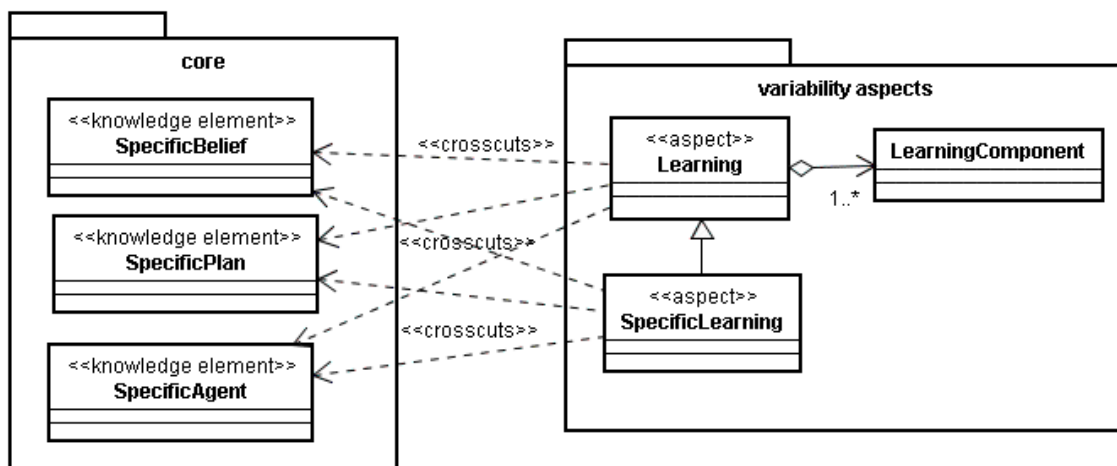 core
<<knowledge element>>
SpecificBelief
<<knowledge element>>
SpecificPlan
<<knowledge element>>
SpecificAgent
<<crosscuts>>
<<crosscuts>>
<<crosscuts>>
variability aspects
<<aspect>>
Learning
LearningComponent
1..*
<<aspect>>
SpecificLearning